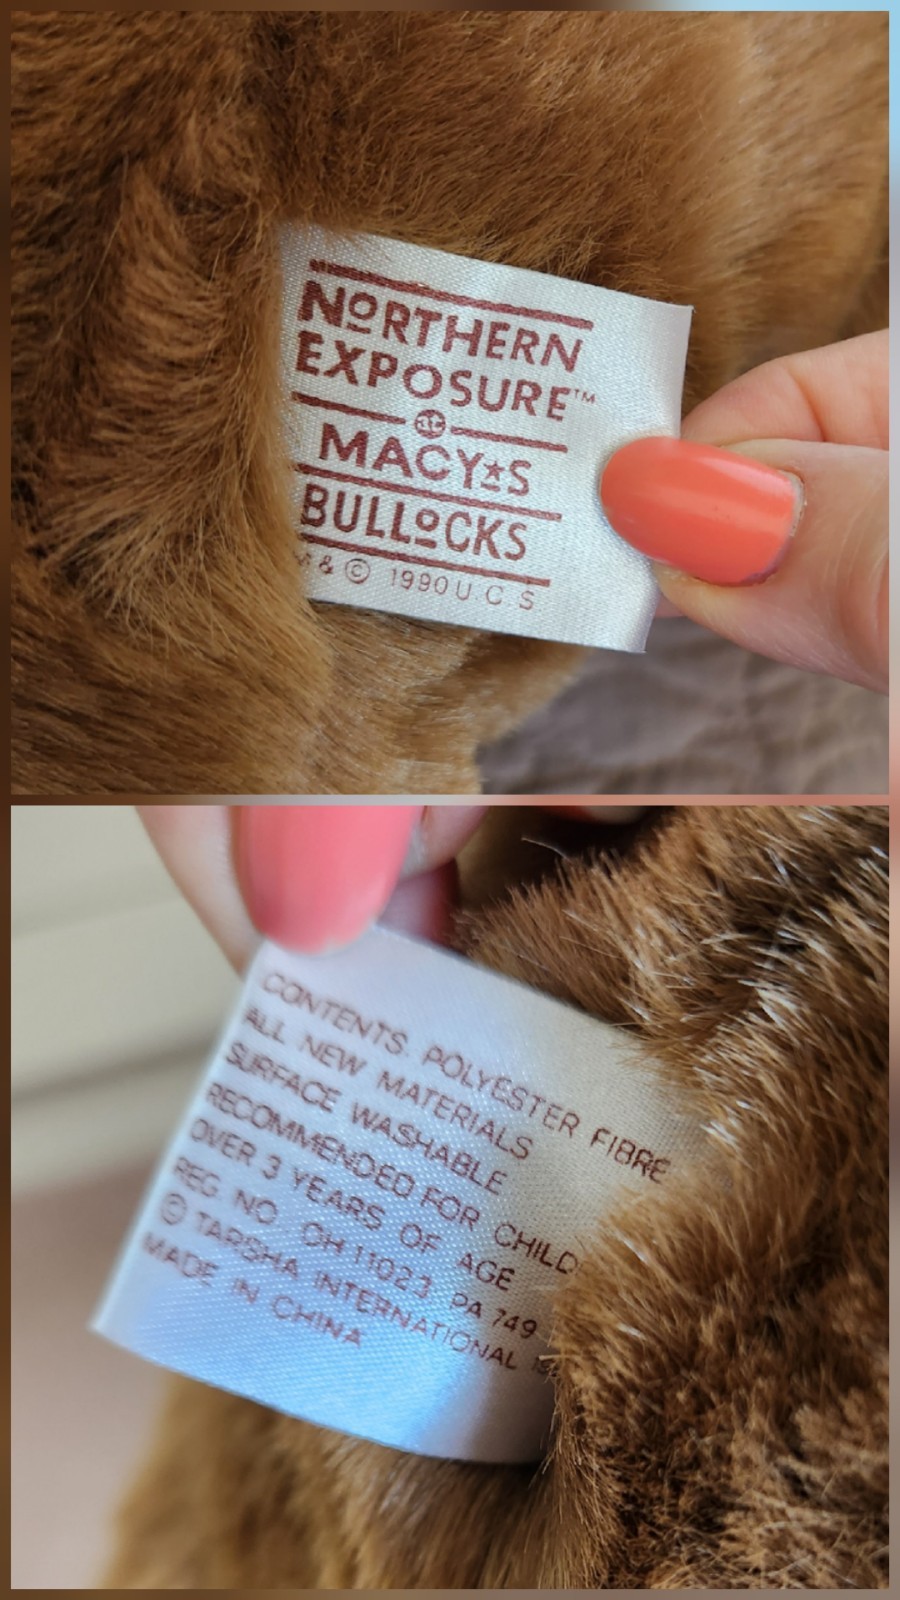 NORTHERN
EXPOSURE™
MACY★S
BULLOCKS
& © 1990 U.C.S
CONTENTS: POLYESTER FIBRE
ALL NEW MATERIALS
SURFACE WASHABLE
RECOMMENDED FOR CHILD
OVER 3 YEARS OF AGE
REG NO OH 11023 PA 749
© TARSHA INTERNATIONAL
MADE IN CHINA